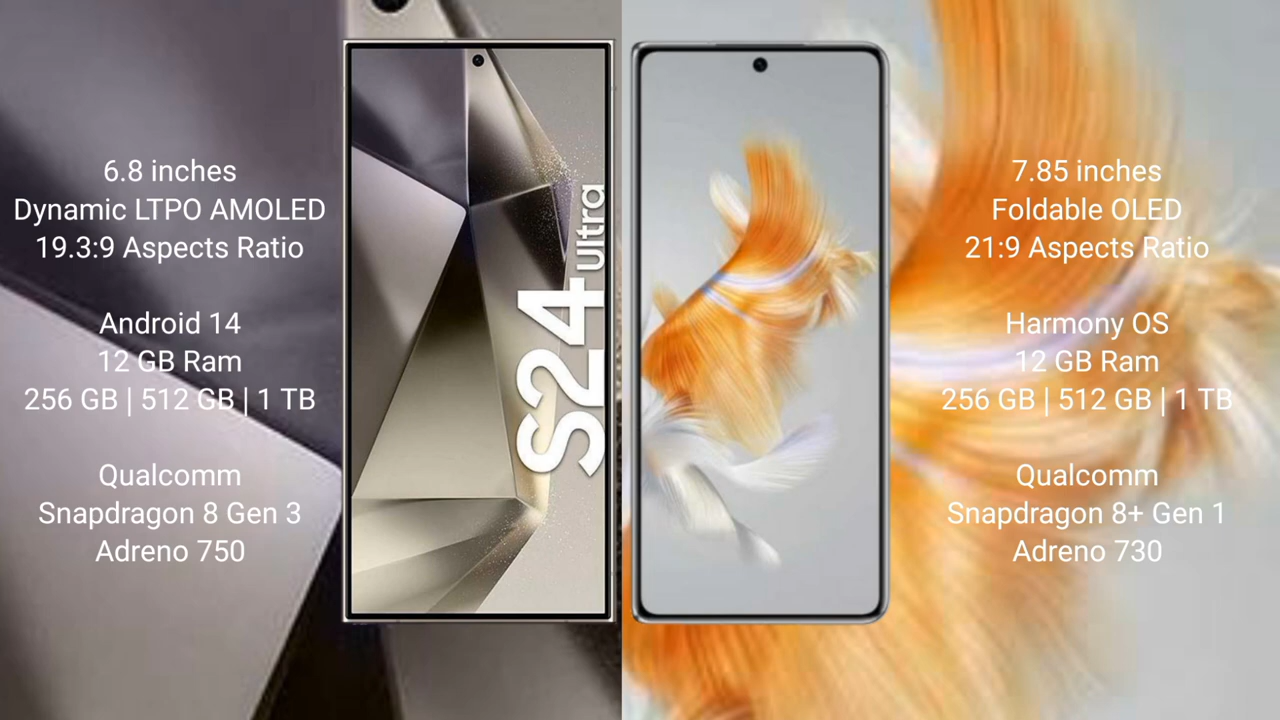 6.8 inches
Dynamic LTPO AMOLED
19.3:9 Aspects Ratio
Android 14
12 GB Ram
256 GB | 512 GB | 1 TB
Qualcomm
Snapdragon 8 Gen 3
Adreno 750
S24 ultra
7.85 inches
Foldable OLED
21:9 Aspects Ratio
Harmony OS
12 GB Ram
256 GB | 512 GB | 1 TB
Qualcomm
Snapdragon 8+ Gen 1
Adreno 730